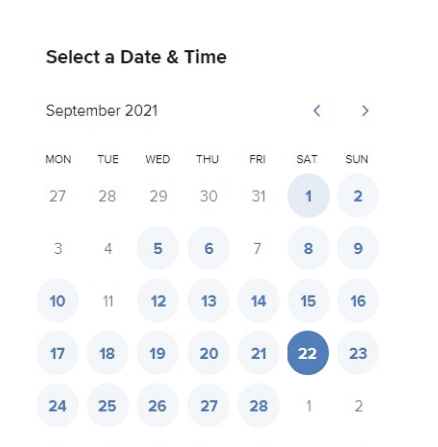 Select a Date & Time
September 2021
MON TUE WED THU FRI SAT SUN
27 28 29 30 31 1 2
3 4 5 6 7 8 9
10 11 12 13 14 15 16
17 18 19 20 21 22 23
24 25 26 27 28 1 2